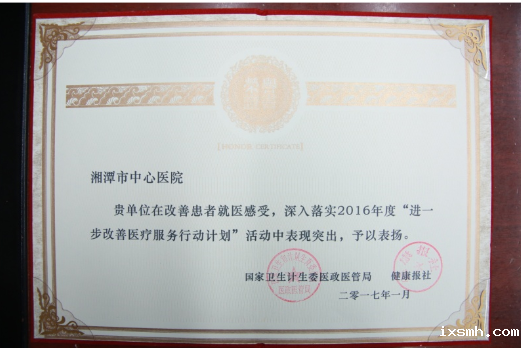 湘潭市中心医院
贵单位在改善患者就医感受，深入落实2016年度“进一
步改善医疗服务行动计划”活动中表现突出，予以表扬。
国家卫生计生委医政医管局 健康报社
二零一七年一月
ixsmh.com